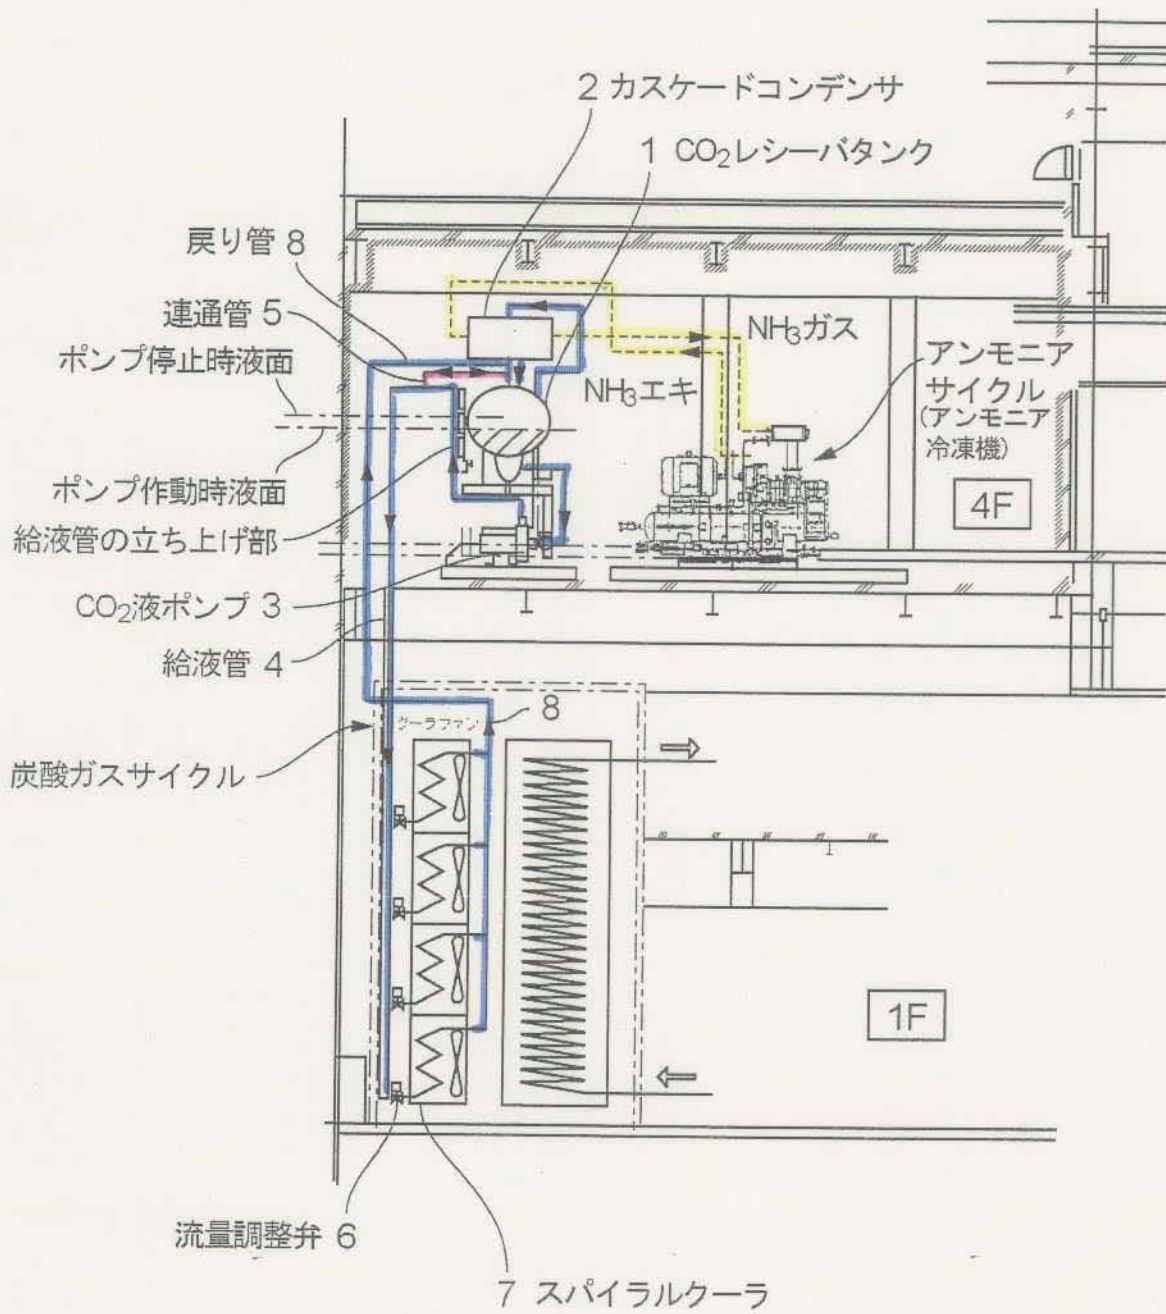 2 カスケードコンデンサ
1 CO₂レシーバタンク
戻り管 8
連通管 5
ポンプ停止時液面
NH₃ガス
NH₃エキ
アンモニア
サイクル
(アンモニア
冷凍機)
4F
ポンプ作動時液面
給液管の立ち上げ部
CO₂液ポンプ 3
給液管 4
8
クーラファン
炭酸ガスサイクル
1F
流量調整弁 6
7 スパイラルクーラ